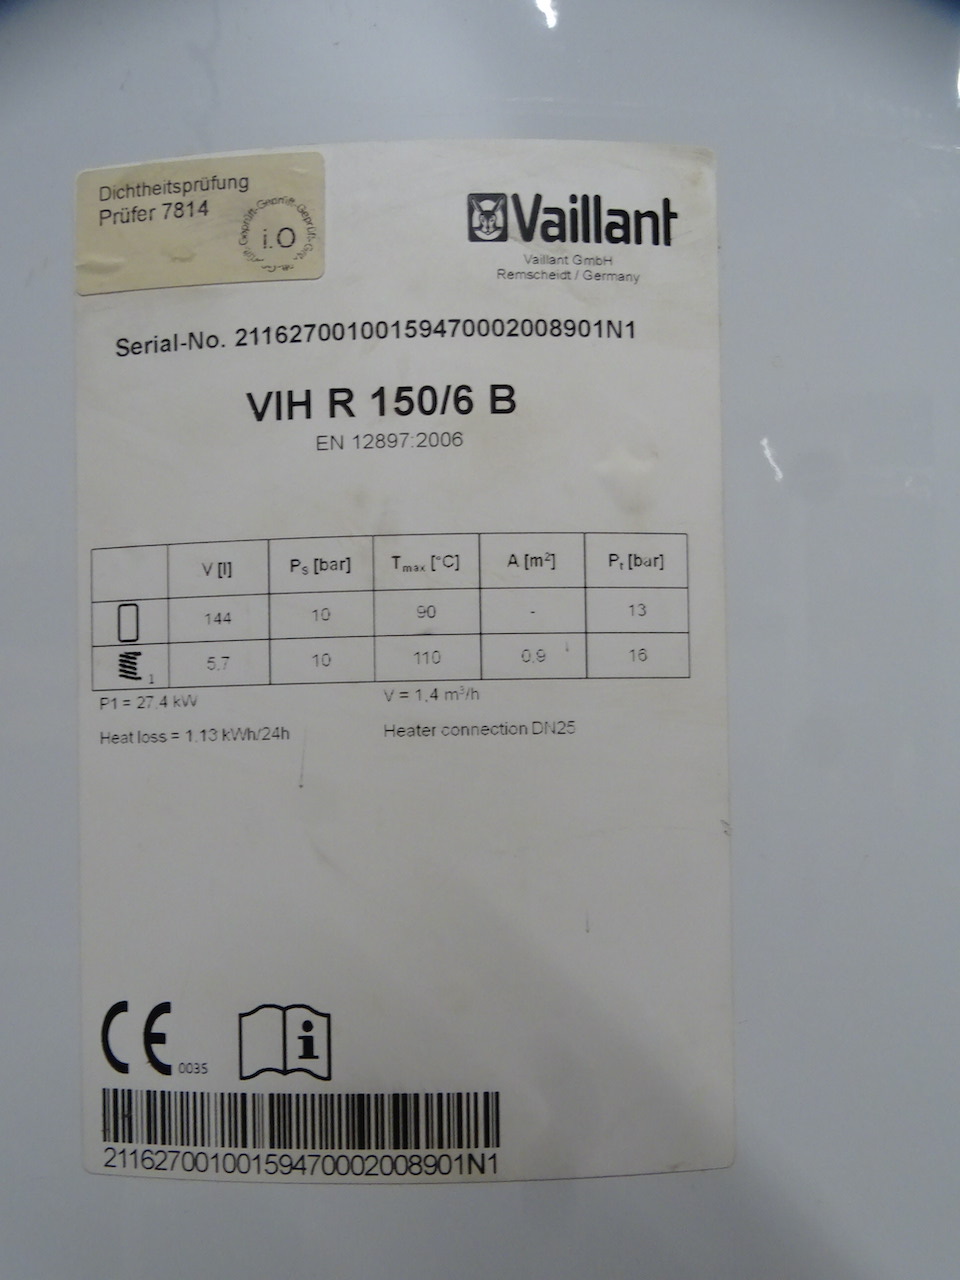 Dichtheitsprüfung
Prüfer 7814
i.O
Vaillant
Vaillant GmbH
Remscheidt / Germany
Serial-No. 21162700100159470002008901N1
VIH R 150/6 B
EN 12897:2006
V [l] Ps [bar] Tmax [°C] A [m²] Pt [bar]
144 10 90 - 13
1 5.7 10 110 0.9 16
P1 = 27.4 kW V = 1,4 m³/h
Heat loss = 1.13 kWh/24h Heater connection DN25
CE 0035
i
21162700100159470002008901N1